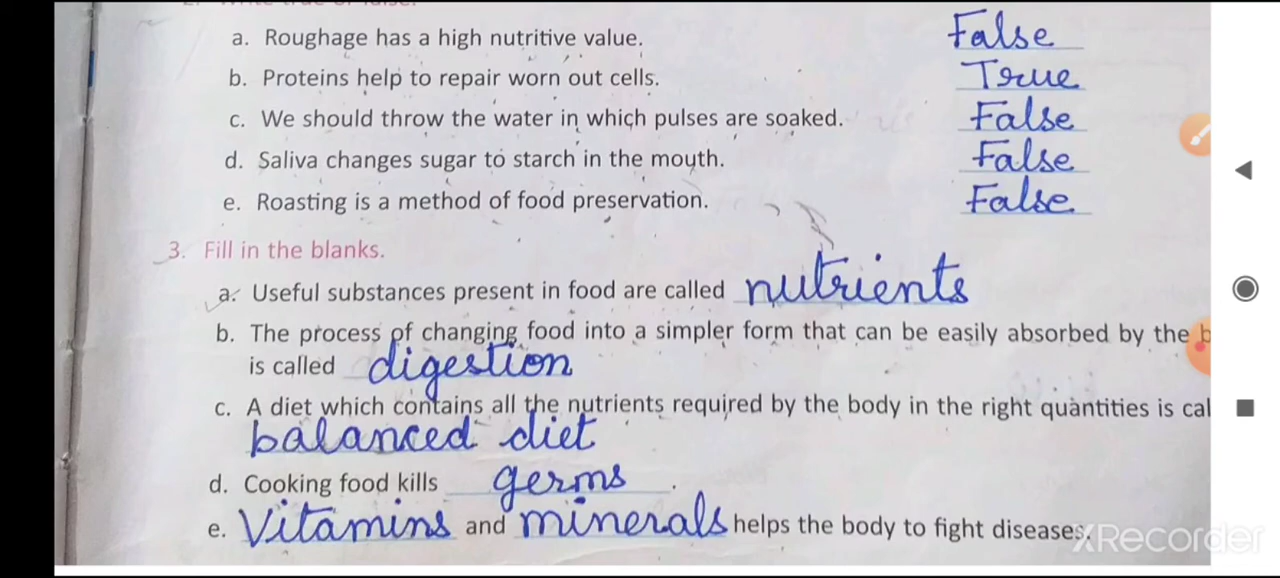 a. Roughage has a high nutritive value. False
b. Proteins help to repair worn out cells. True
c. We should throw the water in which pulses are soaked. False
d. Saliva changes sugar to starch in the mouth. False
e. Roasting is a method of food preservation. False
3. Fill in the blanks.
a. Useful substances present in food are called nutrients
b. The process of changing food into a simpler form that can be easily absorbed by the b
is called digestion
c. A diet which contains all the nutrients required by the body in the right quantities is cal
balanced diet
d. Cooking food kills germs.
e. Vitamins and minerals helps the body to fight diseases.
XRecorder